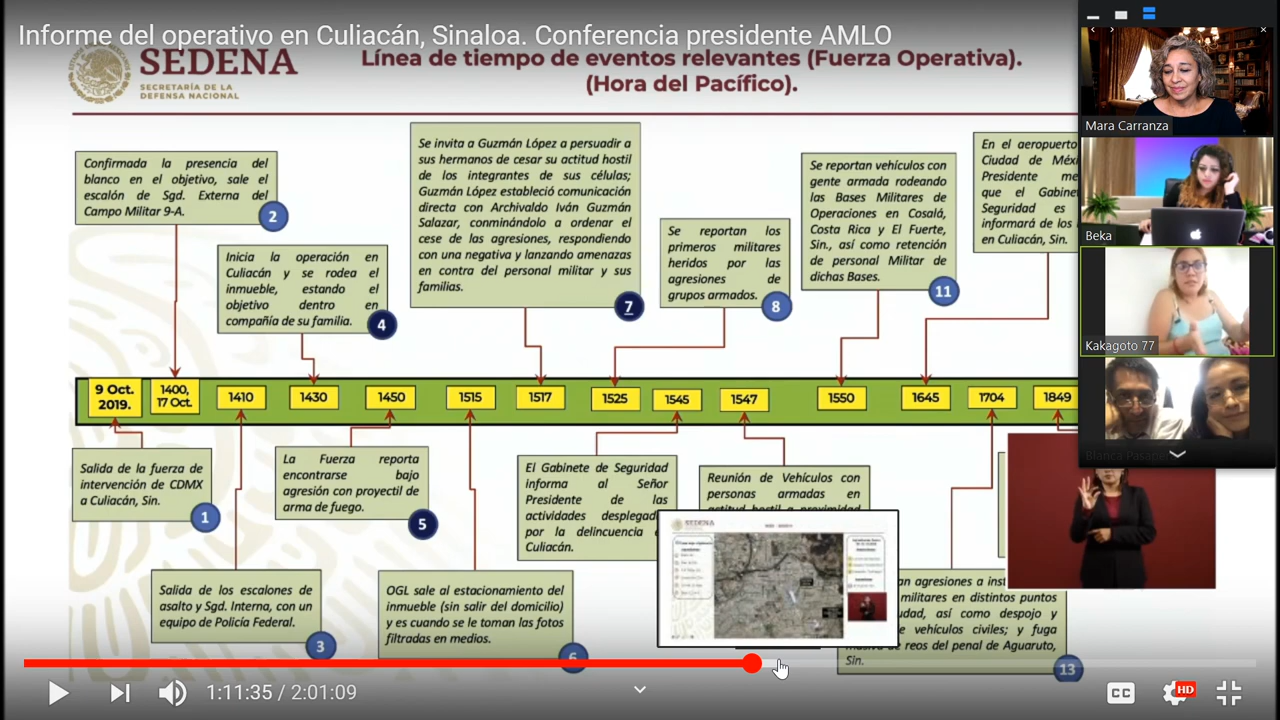 Informe del operativo en Culiacán, Sinaloa. Conferencia presidente AMLO
SEDENA
SECRETARÍA DE LA
DEFENSA NACIONAL
Línea de tiempo de eventos relevantes (Fuerza Operativa).
(Hora del Pacífico).
Confirmada la presencia del
blanco en el objetivo, sale el
escalón de Sgd. Externa del
Campo Militar 9-A.
2
Inicia la operación en
Culiacán y se rodea el
inmueble, estando el
objetivo dentro en
compañía de su familia.
4
Se invita a Guzmán López a persuadir a
sus hermanos de cesar su actitud hostil
de los integrantes de sus células;
Guzmán López estableció comunicación
directa con Archivaldo Iván Guzmán
Salazar, conminándolo a ordenar el
cese de las agresiones, respondiendo
con una negativa y lanzando amenazas
en contra del personal militar y sus
familias.
7
Se reportan los
primeros militares
heridos por las
agresiones de
grupos armados.
8
Se reportan vehículos con
gente armada rodeando
las Bases Militares de
Operaciones en Cosalá,
Costa Rica y El Fuerte,
Sin., así como retención
de personal Militar de
dichas Bases.
11
En el aeropuerto
Ciudad de Méx
Presidente me
que el Gabine
Seguridad es
informará de los
en Culiacán, Sin.
9 Oct.
2019.
1400,
17 Oct.
1410
1430
1450
1515
1517
1525
1545
1547
1550
1645
1704
1849
Salida de la fuerza de
intervención de CDMX
a Culiacán, Sin.
1
Salida de los escalones de
asalto y Sgd. Interna, con un
equipo de Policía Federal.
3
La Fuerza reporta
encontrarse bajo
agresión con proyectil de
arma de fuego.
5
OGL sale al estacionamiento del
inmueble (sin salir del domicilio)
y es cuando se le toman las fotos
filtradas en medios.
6
El Gabinete de Seguridad
informa al Señor
Presidente de las
actividades desplegada
por la delincuencia
Culiacán.
Reunión de Vehículos con
personas armadas en
actitud hostil a proximidad
SEDENA
an agresiones a inst
militares en distintos puntos
udad, así como despojo y
e vehículos civiles; y fuga
masiva de reos del penal de Aguaruto,
Sin.
13
Mara Carranza
Beka
Kakagoto 77
1:11:35 / 2:01:09
CC
HD